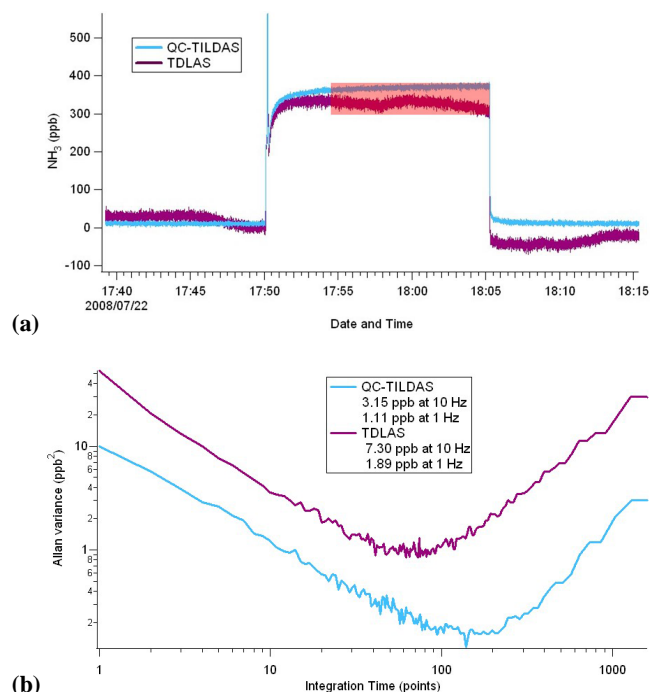 500
400
300
200
100
0
-100
NH3 (ppb)
QC-TILDAS
TDLAS
17:40
17:45
17:50
17:55
18:00
18:05
18:10
18:15
2008/07/22
(a)
Date and Time
4
2
10
8
6
4
2
1
8
6
4
2
Allan variance (ppb2)
QC-TILDAS
3.15 ppb at 10 Hz
1.11 ppb at 1 Hz
TDLAS
7.30 ppb at 10 Hz
1.89 ppb at 1 Hz
1
10
100
1000
(b)
Integration Time (points)